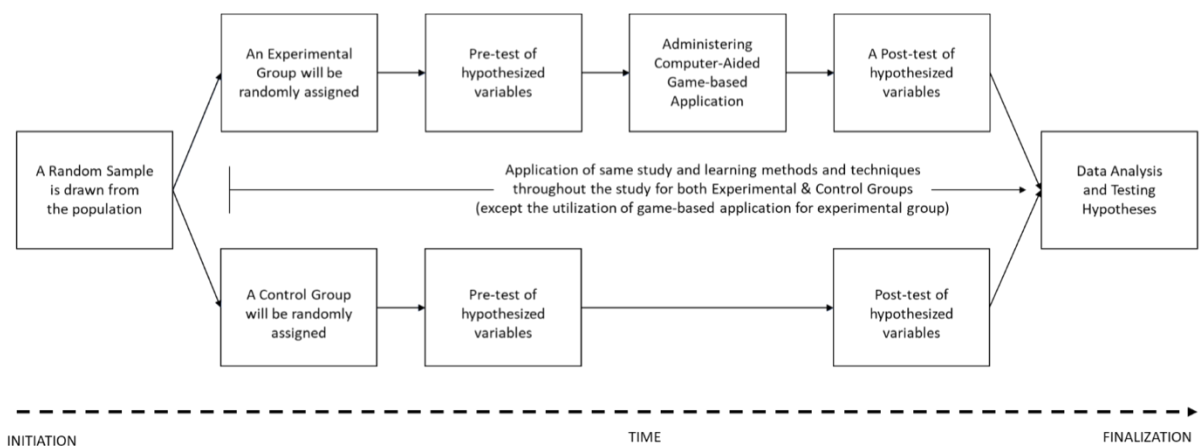 An Experimental
Group will be
randomly assigned
Pre-test of
hypothesized
variables
Administering
Computer-Aided
Game-based
Application
A Post-test of
hypothesized
variables
A Random Sample
is drawn from
the population
Application of same study and learning methods and techniques
throughout the study for both Experimental & Control Groups
(except the utilization of game-based application for experimental group)
Data Analysis
and Testing
Hypotheses
A Control Group
will be randomly
assigned
Pre-test of
hypothesized
variables
Post-test of
hypothesized
variables
INITIATION
TIME
FINALIZATION